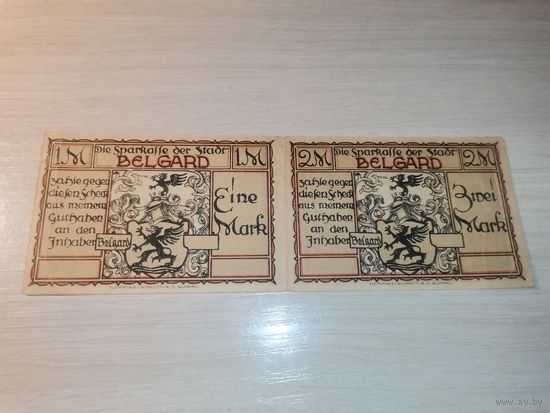 1.M Die Sparkasse der Stadt 1.M
BELGARD
zahle gegen
diesen Scheck
aus meinem
Guthaben
an den
Inhaber
Belgard
Eine
Mark
2M Die Sparkasse der Stadt 2M.
BELGARD
zahle gegen
diesen Scheck
aus meinem
Guthaben
an den
Inhaber
Belgard
Zwei
Mark
www.ay.by